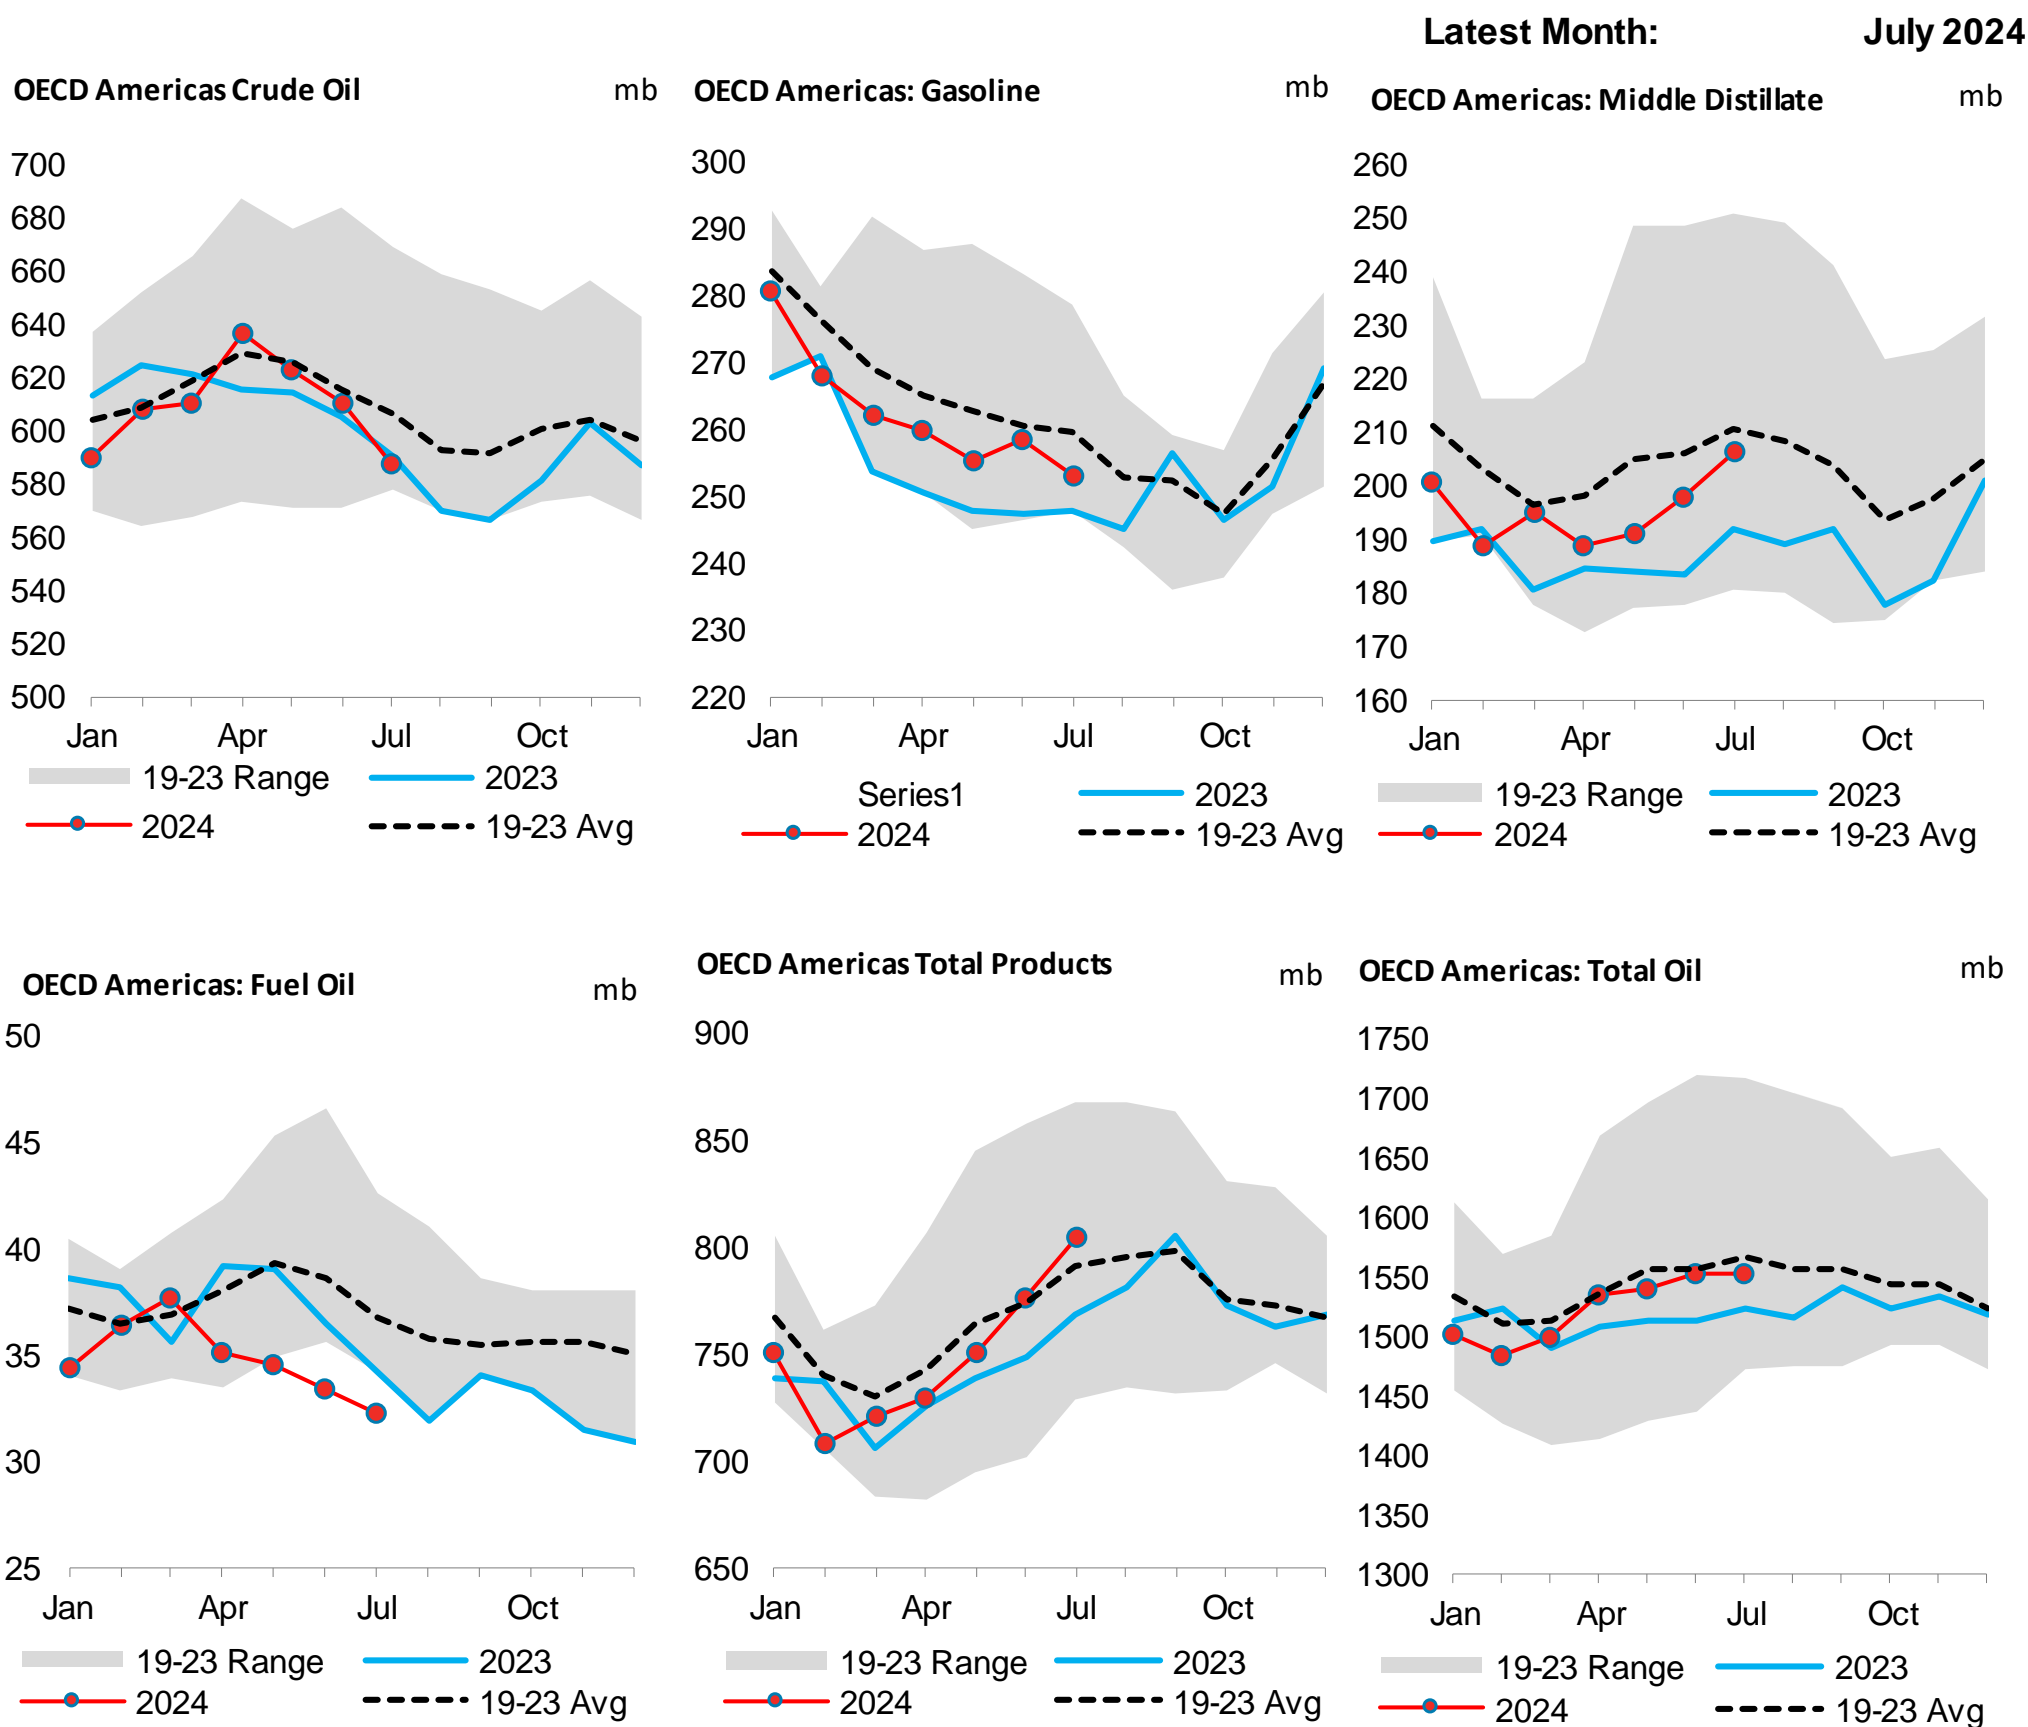 Latest Month: July 2024
OECD Americas Crude Oil mb
700
680
660
640
620
600
580
560
540
520
500
Jan Apr Jul Oct
19-23 Range 2023
2024 19-23 Avg
OECD Americas: Gasoline mb
300
290
280
270
260
250
240
230
220
Jan Apr Jul Oct
Series1 2023
2024 19-23 Avg
OECD Americas: Middle Distillate mb
260
250
240
230
220
210
200
190
180
170
160
Jan Apr Jul Oct
19-23 Range 2023
2024 19-23 Avg
OECD Americas: Fuel Oil mb
50
45
40
35
30
25
Jan Apr Jul Oct
19-23 Range 2023
2024 19-23 Avg
OECD Americas Total Products mb
900
850
800
750
700
650
Jan Apr Jul Oct
19-23 Range 2023
2024 19-23 Avg
OECD Americas: Total Oil mb
1750
1700
1650
1600
1550
1500
1450
1400
1350
1300
Jan Apr Jul Oct
19-23 Range 2023
2024 19-23 Avg